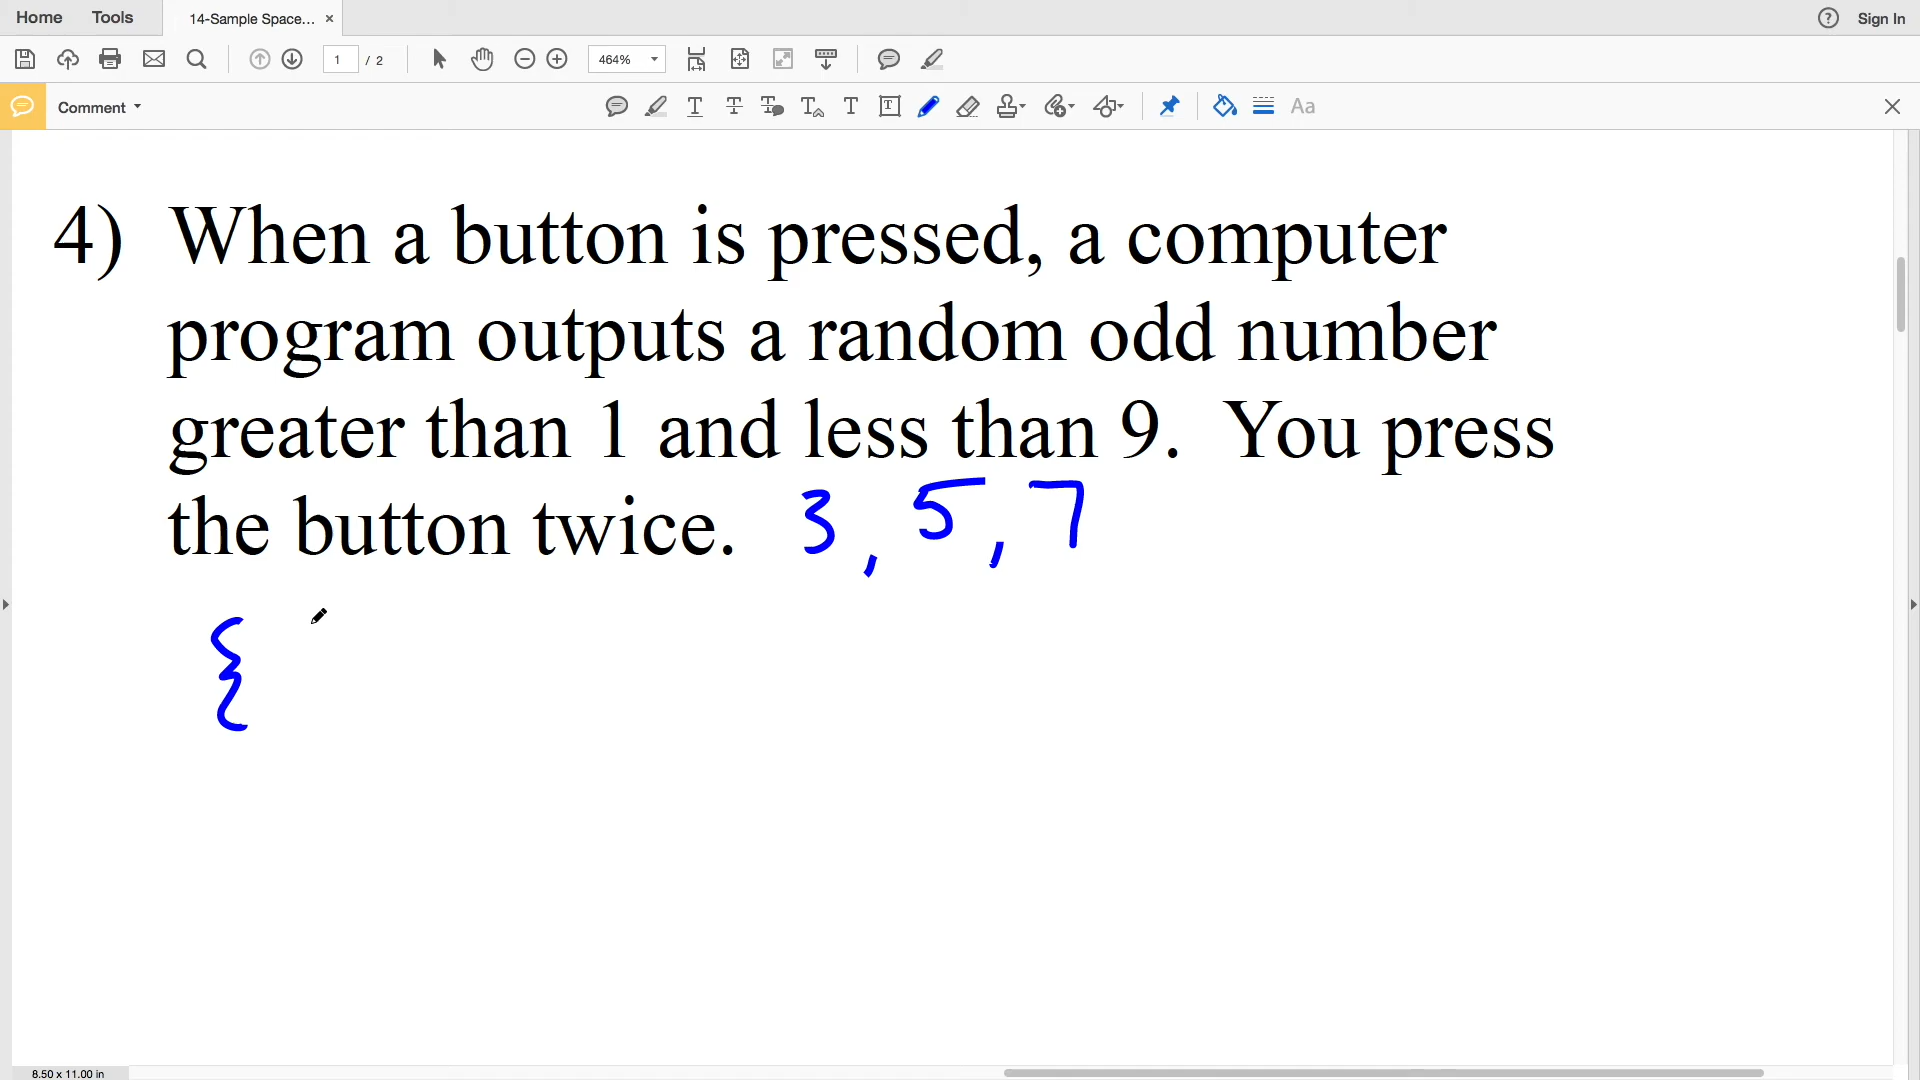 Home Tools 14-Sample Space... × ? Sign In
1 / 2 464%
Comment T T T T T T Aa
4) When a button is pressed, a computer
program outputs a random odd number
greater than 1 and less than 9. You press
the button twice. 3, 5, 7
{
8.50 x 11.00 in